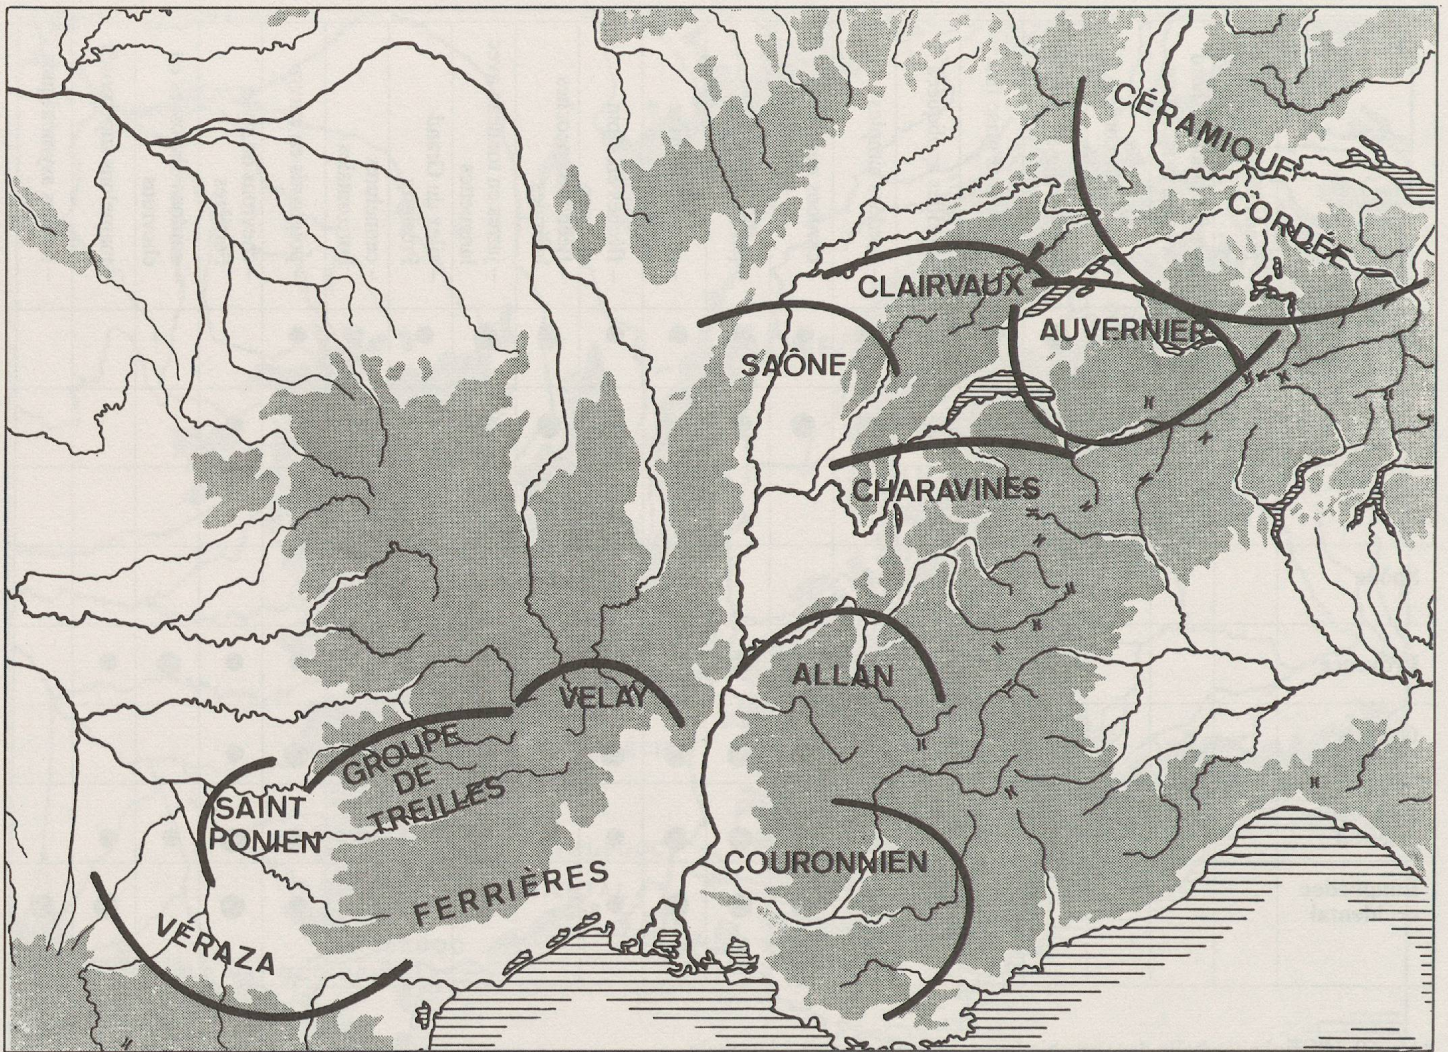 CÉRAMIQUE
CORDÉE
CLAIRVAUX
AUVERNIER
SAÔNE
CHARAVINES
ALLAN
VELAY
GROUPE
DE
TREILLES
SAINT
PONIEN
COURONNIEN
FERRIÈRES
VÉRAZA